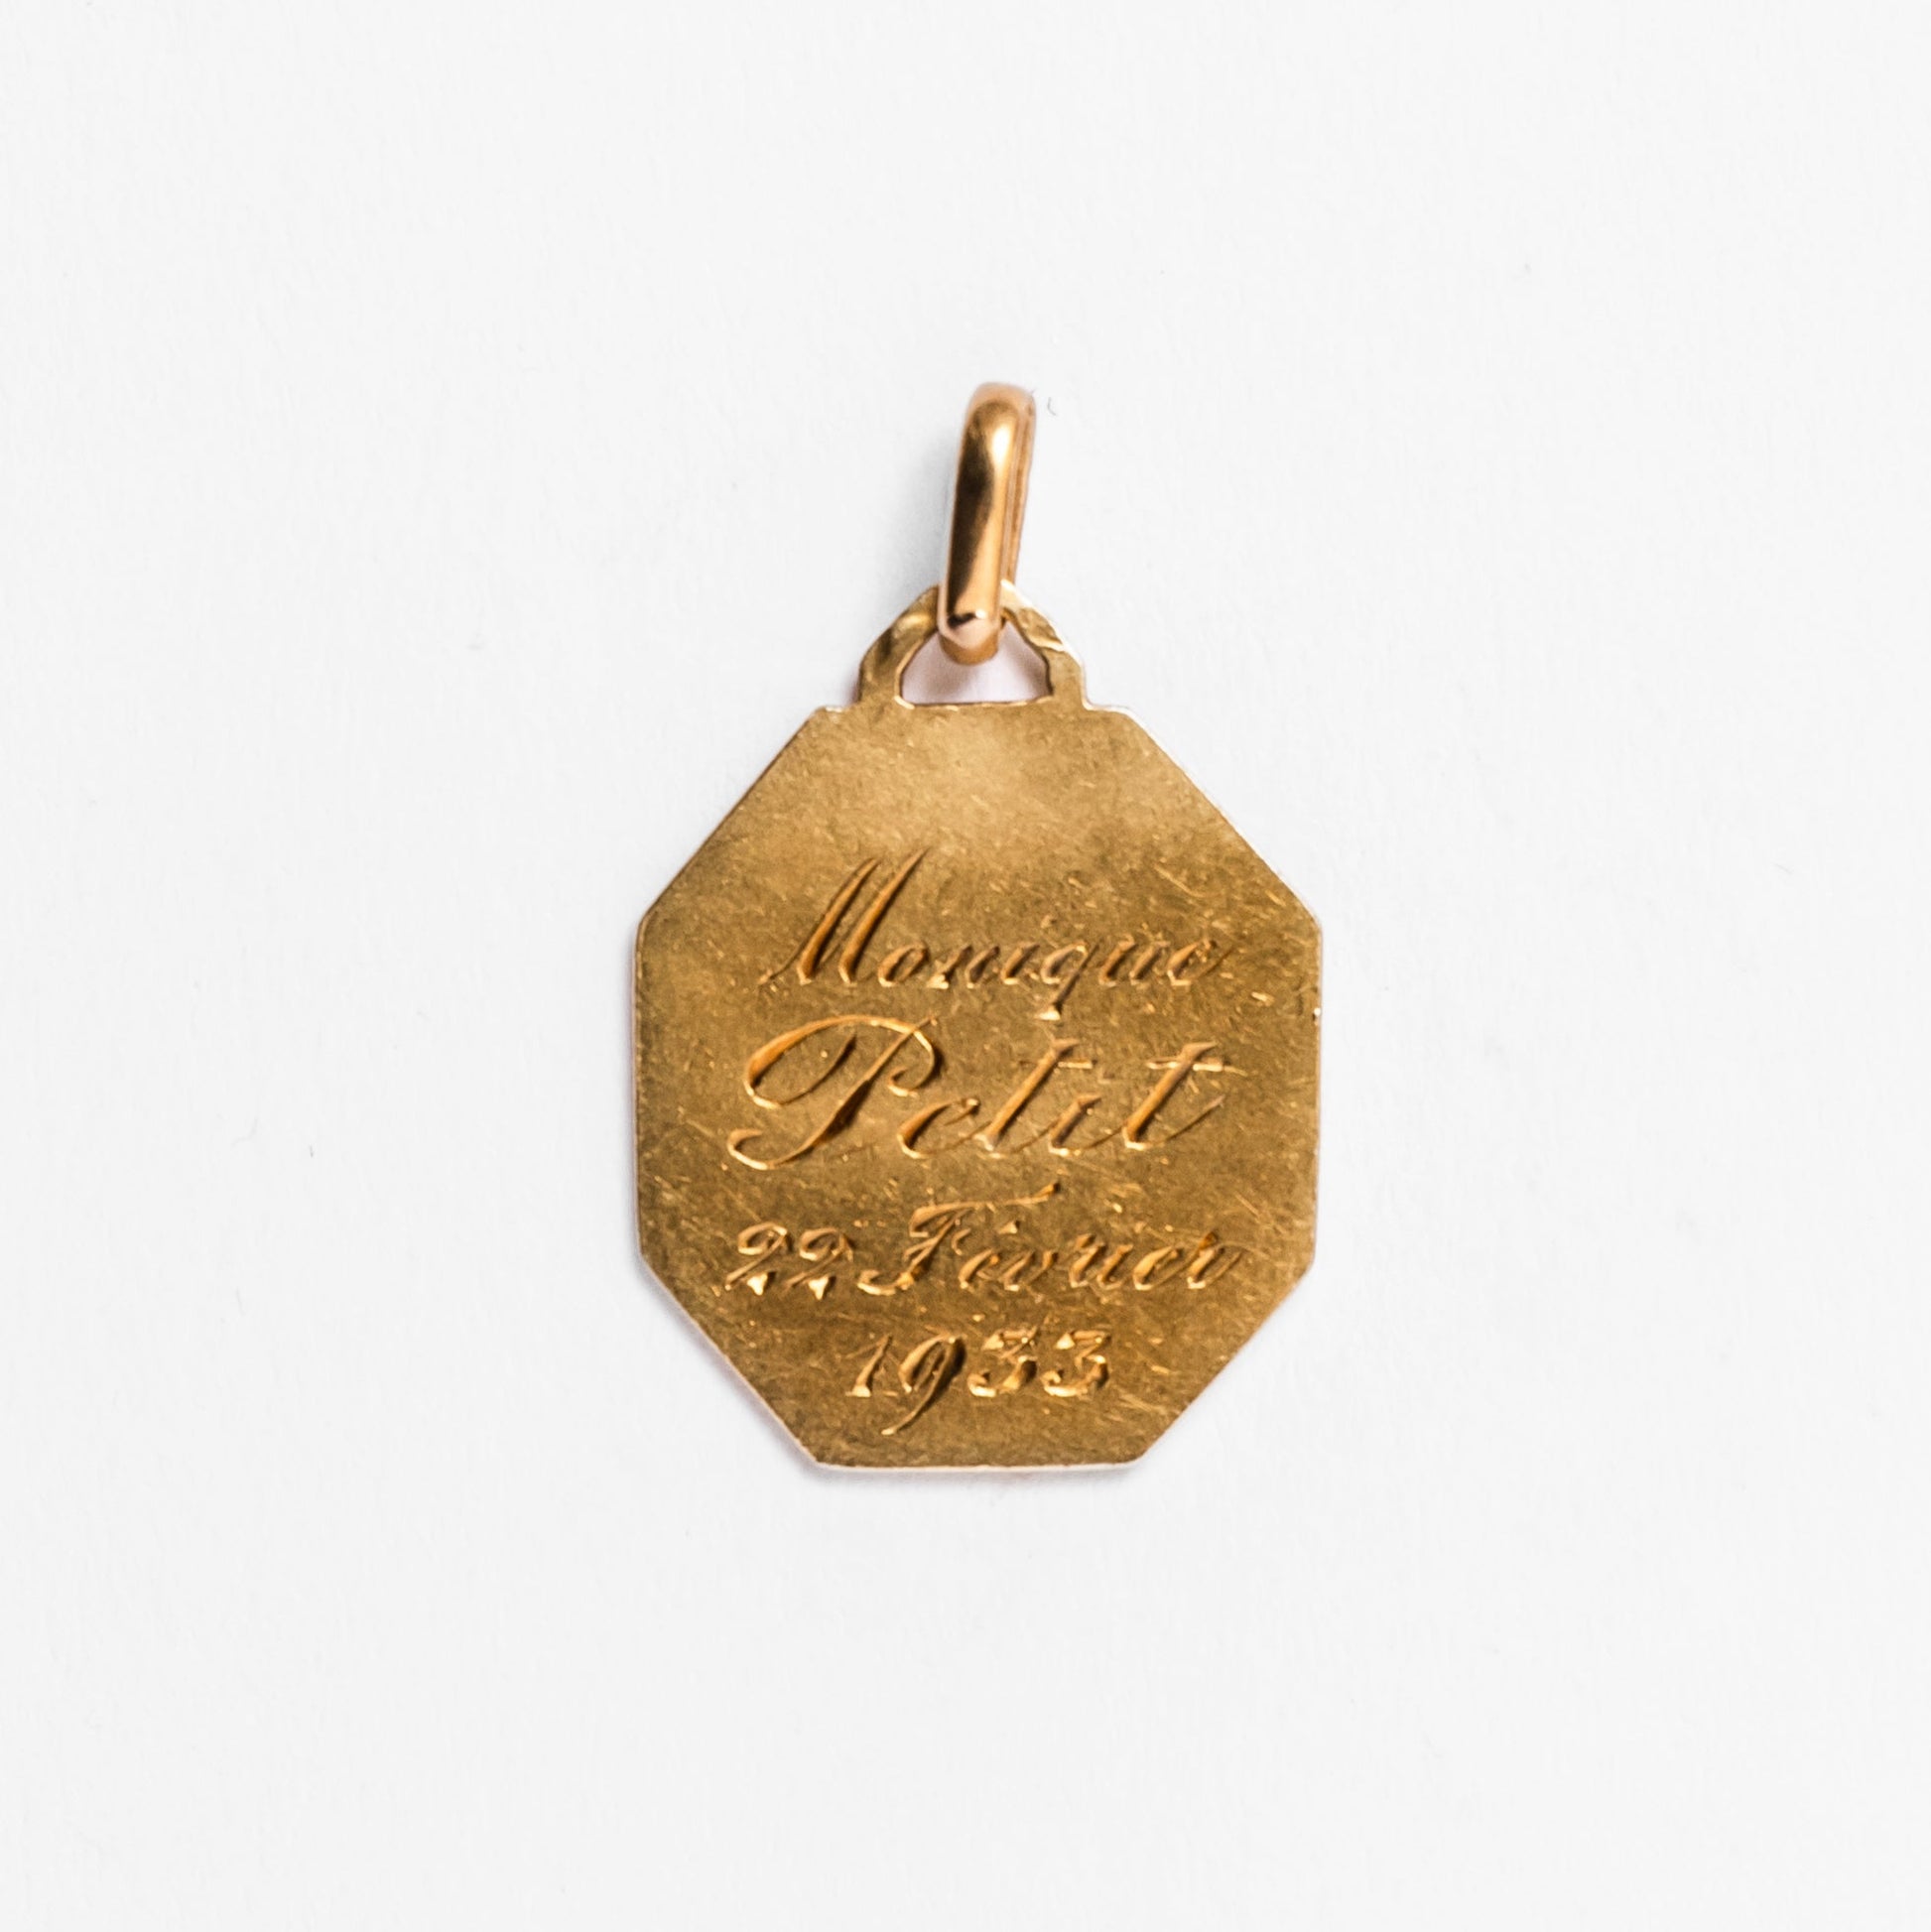 Monique
Petit
22 Février
1933